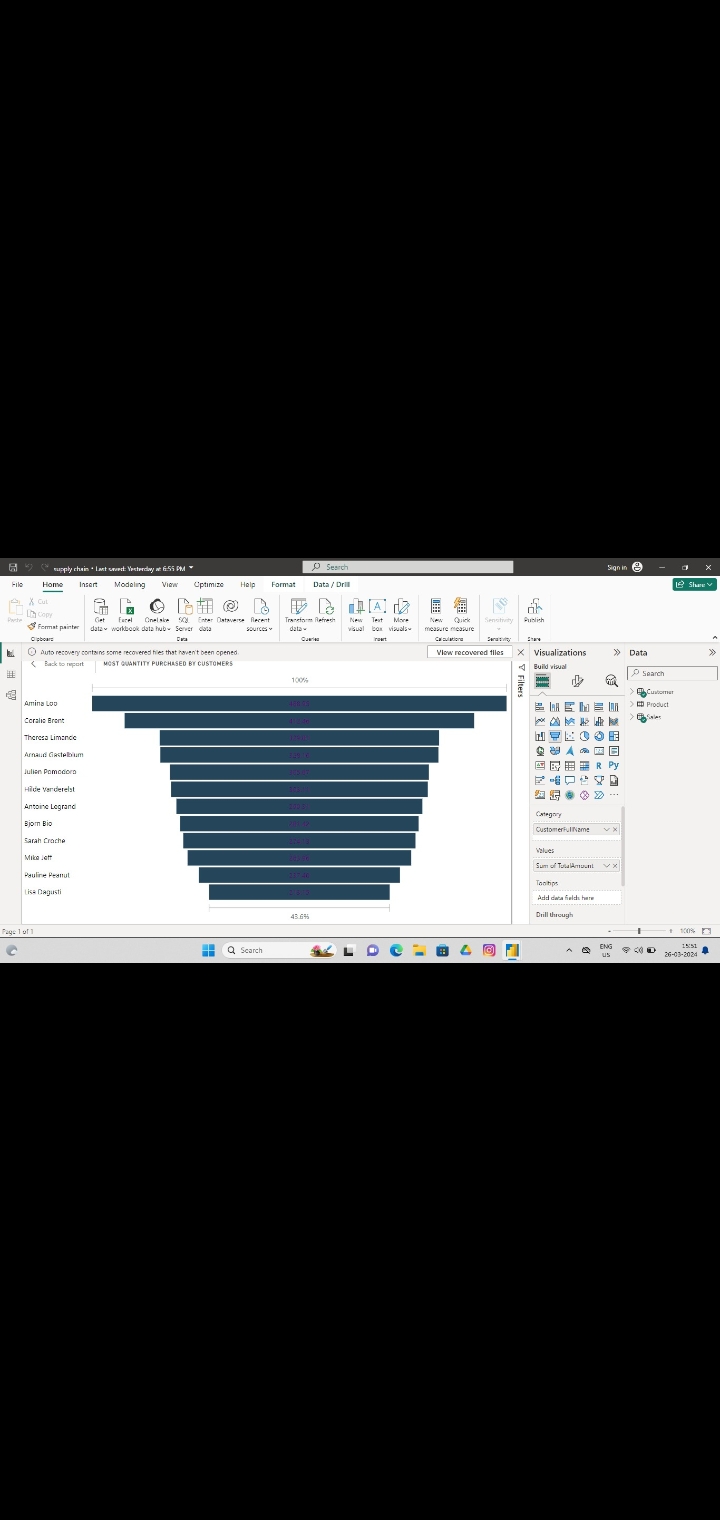 supply chain • Last saved: Yesterday at 6:55 PM
Search
Sign in
File Home Insert Modeling View Optimize Help Format Data / Drill
Share
Paste
Cut
Copy
Format painter
Get data
Excel workbook
OneLake data hub
SQL Server
Enter data
Dataverse
Recent sources
Transform data
Refresh
New visual
Text box
More visuals
New measure
Quick measure
Sensitivity
Publish
Clipboard Data Queries Insert Calculations Sensitivity Share
Auto recovery contains some recovered files that haven't been opened.
View recovered files
Back to report
MOST QUANTITY PURCHASED BY CUSTOMERS
100%
Amina Loo
Coralie Brent
Theresa Limande
Arnaud Gastelblum
Julien Pomodoro
Hilde Vanderelst
Antoine Legrand
Bjorn Bio
Sarah Croche
Mike Jeff
Pauline Peanut
Lisa Dagusti
43.6%
Filters
Visualizations
Build visual
R Py
Category
CustomerFullName
Values
Sum of TotalAmount
Tooltips
Add data fields here
Drill through
Data
Search
Customer
Product
Sales
Page 1 of 1
- + 100%
Search
ENG
US
15:51
26-03-2024